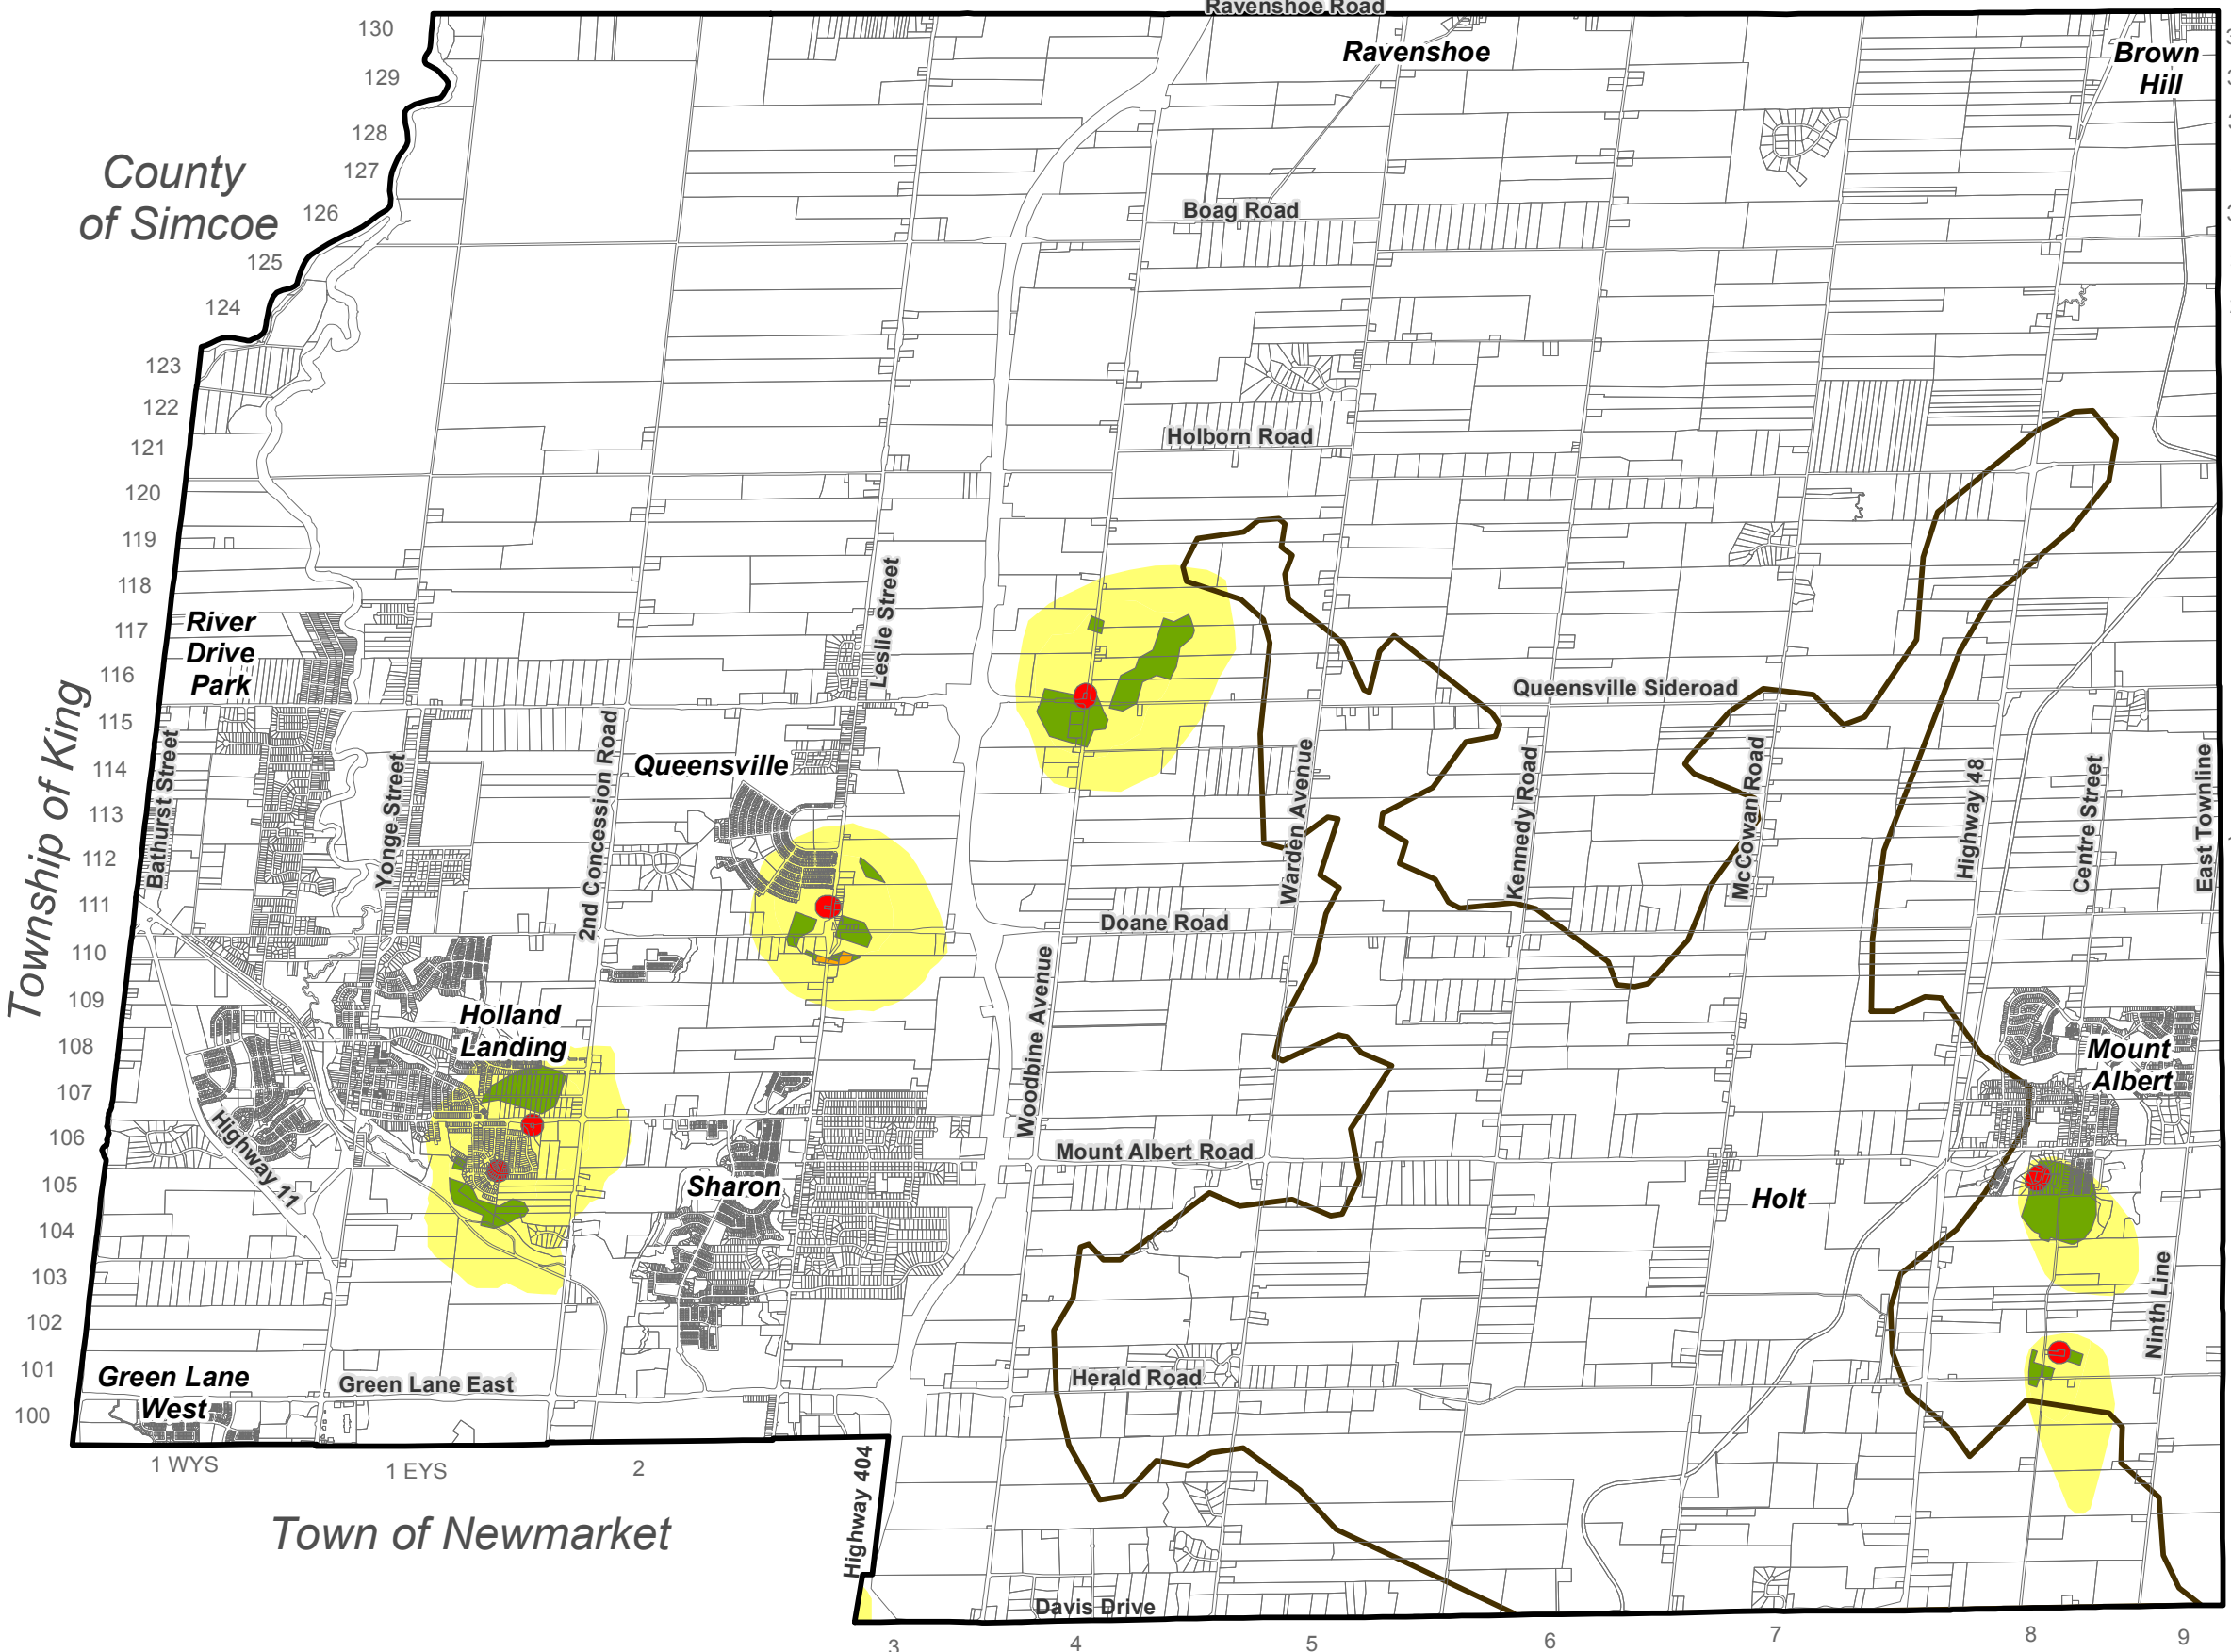 Ravenshoe Road
130
129
128
127
126
125
124
123
122
121
120
119
118
117
116
115
114
113
112
111
110
109
108
107
106
105
104
103
102
101
100
County
of Simcoe
Ravenshoe
Brown
Hill
Boag Road
Holborn Road
Township of King
River
Drive
Park
Leslie Street
Queensville Sideroad
Bathurst Street
Yonge Street
2nd Concession Road
Queensville
Warden Avenue
Kennedy Road
McCowan Road
Highway 48
Centre Street
East Townline
Doane Road
Woodbine Avenue
Holland
Landing
Mount
Albert
Highway 11
Mount Albert Road
Sharon
Holt
Ninth Line
Green Lane
West
Green Lane East
Herald Road
1 WYS
1 EYS
2
Highway 404
Town of Newmarket
Davis Drive
3
4
5
6
7
8
9